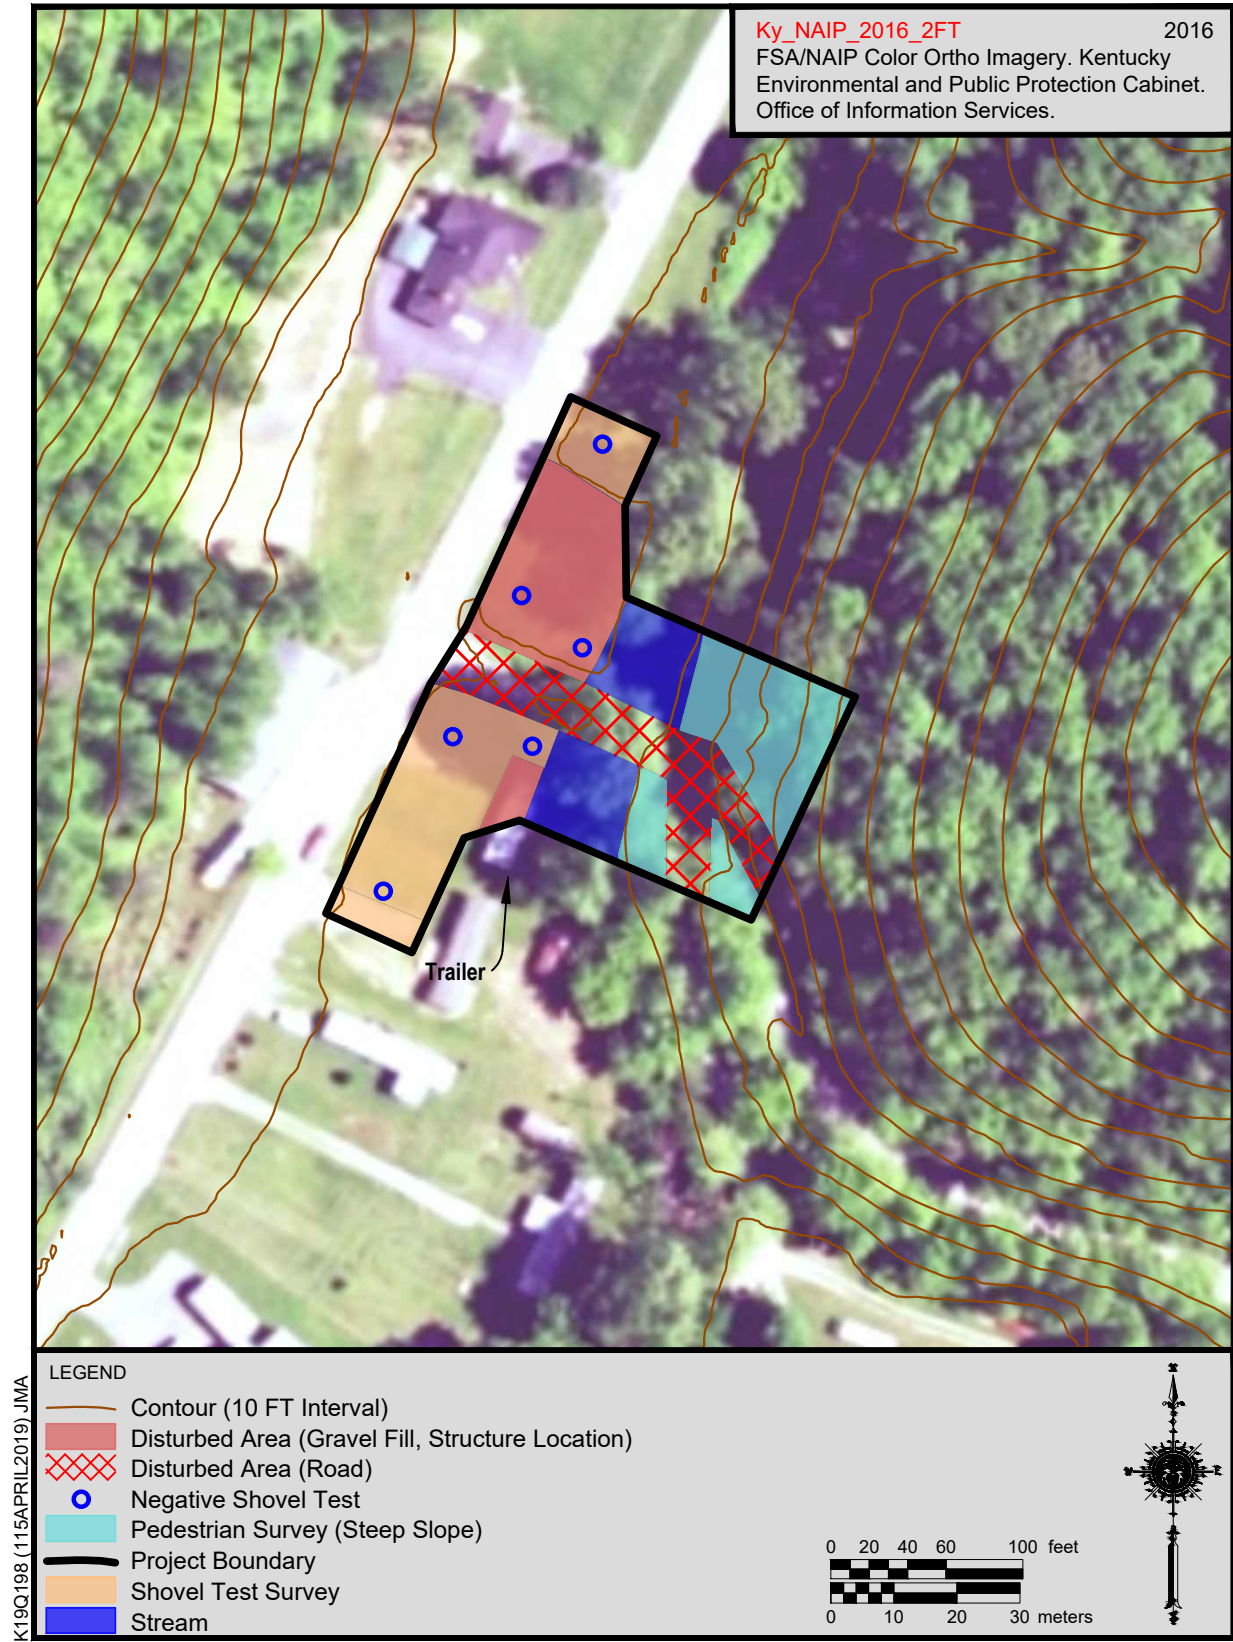 Ky_NAIP_2016_2FT 2016
FSA/NAIP Color Ortho Imagery. Kentucky
Environmental and Public Protection Cabinet.
Office of Information Services.
Trailer
K19Q198 (115APRIL2019) JMA
LEGEND
Contour (10 FT Interval)
Disturbed Area (Gravel Fill, Structure Location)
Disturbed Area (Road)
Negative Shovel Test
Pedestrian Survey (Steep Slope)
Project Boundary
Shovel Test Survey
Stream
0 20 40 60 100 feet
0 10 20 30 meters